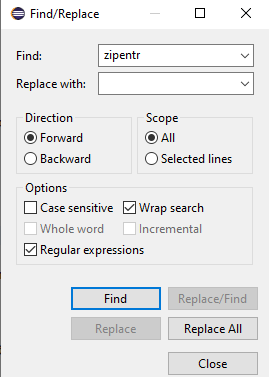 Find/Replace
Find: zipentr
Replace with:
Direction Scope
Forward All
Backward Selected lines
Options
Case sensitive Wrap search
Whole word Incremental
Regular expressions
Find Replace/Find
Replace Replace All
Close